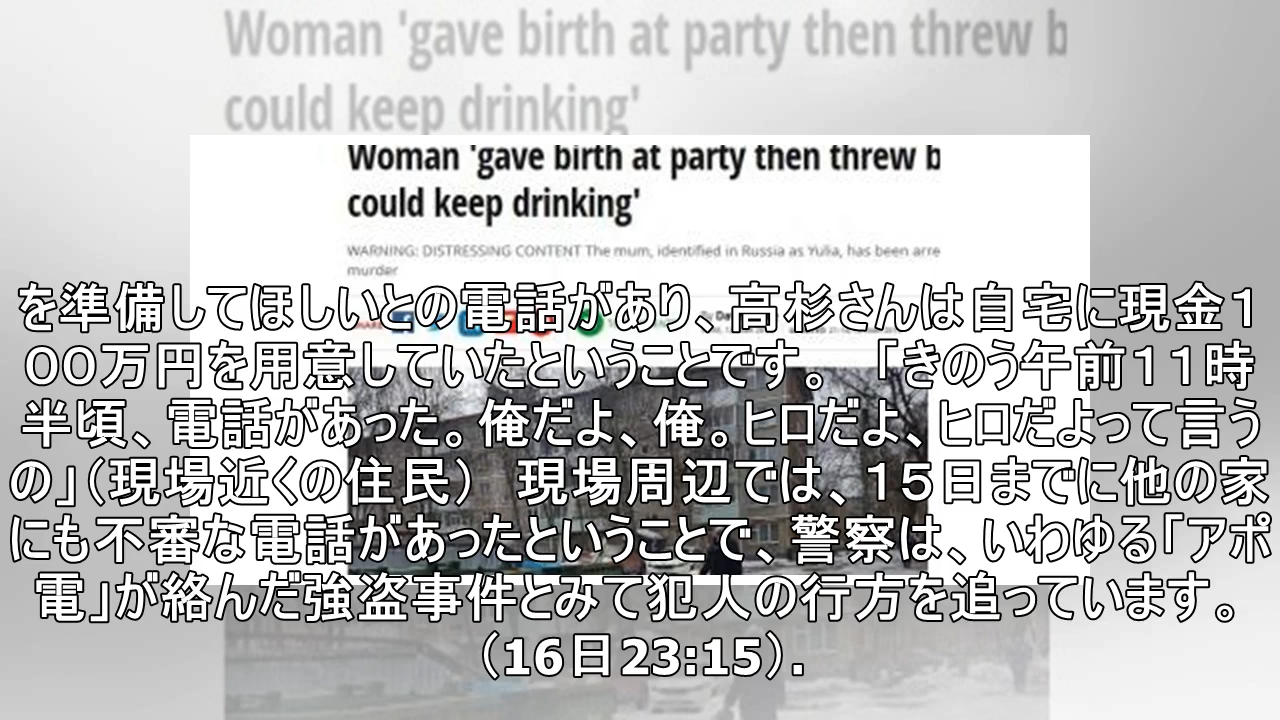 Woman 'gave birth at party then threw b
could keep drinking'
Woman 'gave birth at party then threw b
could keep drinking'
WARNING: DISTRESSING CONTENT The mum, identified in Russia as Yulia, has been arre
murder
を準備してほしいとの電話があり、高杉さんは自宅に現金１
００万円を用意していたということです。 「きのう午前１１時
半頃、電話があった。俺だよ、俺。ヒロだよ、ヒロだよって言う
の」（現場近くの住民） 現場周辺では、１５日までに他の家
にも不審な電話があったということで、警察は、いわゆる「アポ
電」が絡んだ強盗事件とみて犯人の行方を追っています。
（16日23:15）.